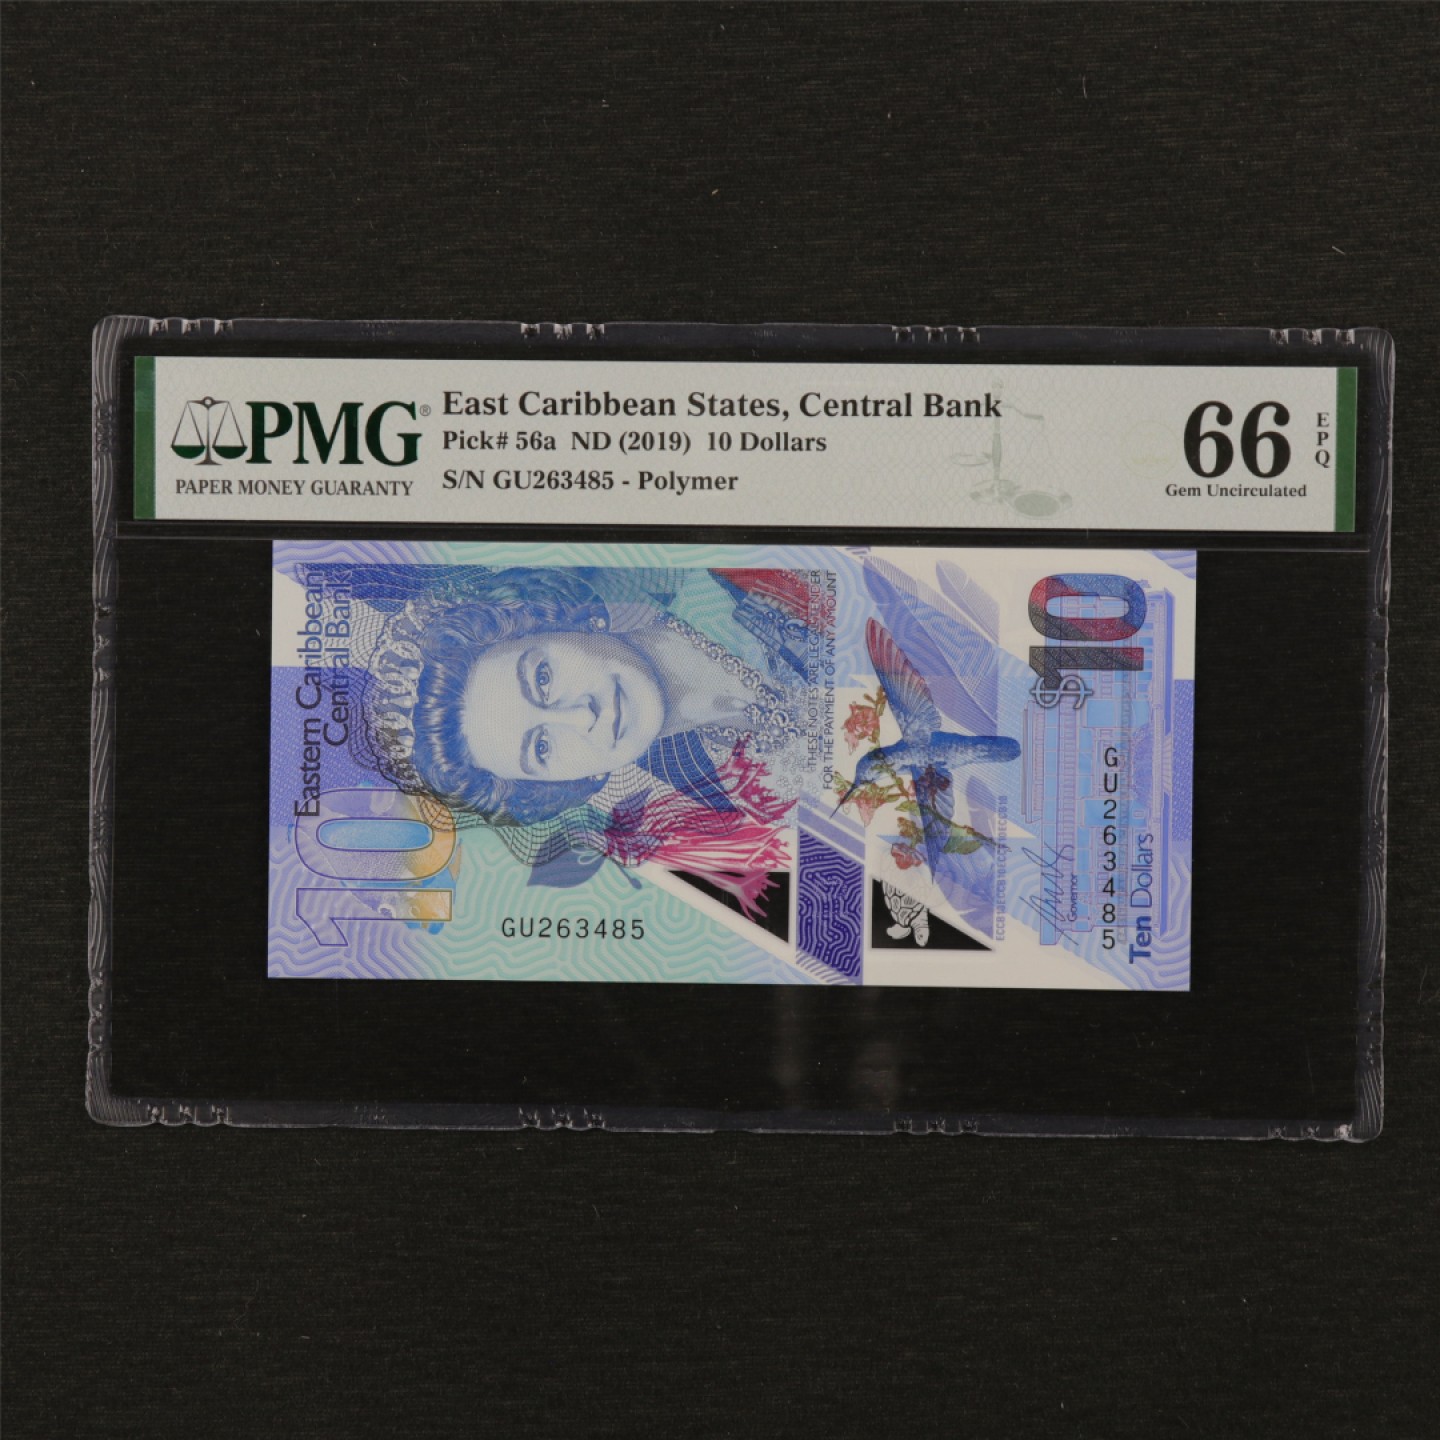 PMG®
PAPER MONEY GUARANTY
East Caribbean States, Central Bank
Pick# 56a ND (2019) 10 Dollars
S/N GU263485 - Polymer
66
EPQ
Gem Uncirculated
Eastern Caribbean
Central Bank
10
GU263485
THESE NOTES ARE LEGAL TENDER
FOR THE PAYMENT OF ANY AMOUNT
$10
GU263485
Governor
Ten Dollars